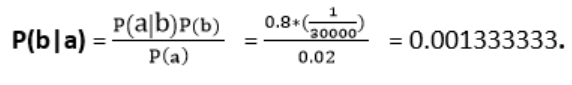 P(b|a) = P(a|b)P(b) / P(a) = 0.8*(1/30000) / 0.02 = 0.001333333.